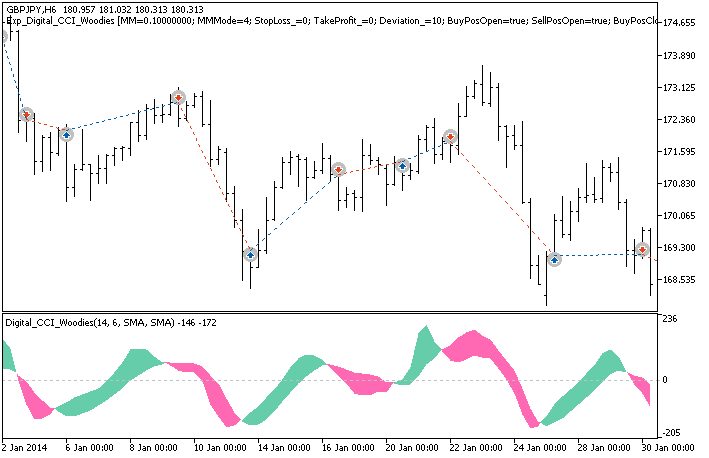 GBPJPY,H6 180.957 181.032 180.313 180.313
Exp_Digital_CCI_Woodies [MM=0.10000000; MMMode=4; StopLoss_=0; TakeProfit_=0; Deviation_=10; BuyPosOpen=true; SellPosOpen=true; BuyPosClo
174.655
173.890
173.125
172.360
171.595
170.830
170.065
169.300
168.535
Digital_CCI_Woodies(14, 6, SMA, SMA) -146 -172
236
0
-205
2 Jan 2014
6 Jan 00:00
8 Jan 00:00
10 Jan 00:00
14 Jan 00:00
16 Jan 00:00
20 Jan 00:00
22 Jan 00:00
24 Jan 00:00
28 Jan 00:00
30 Jan 00:00